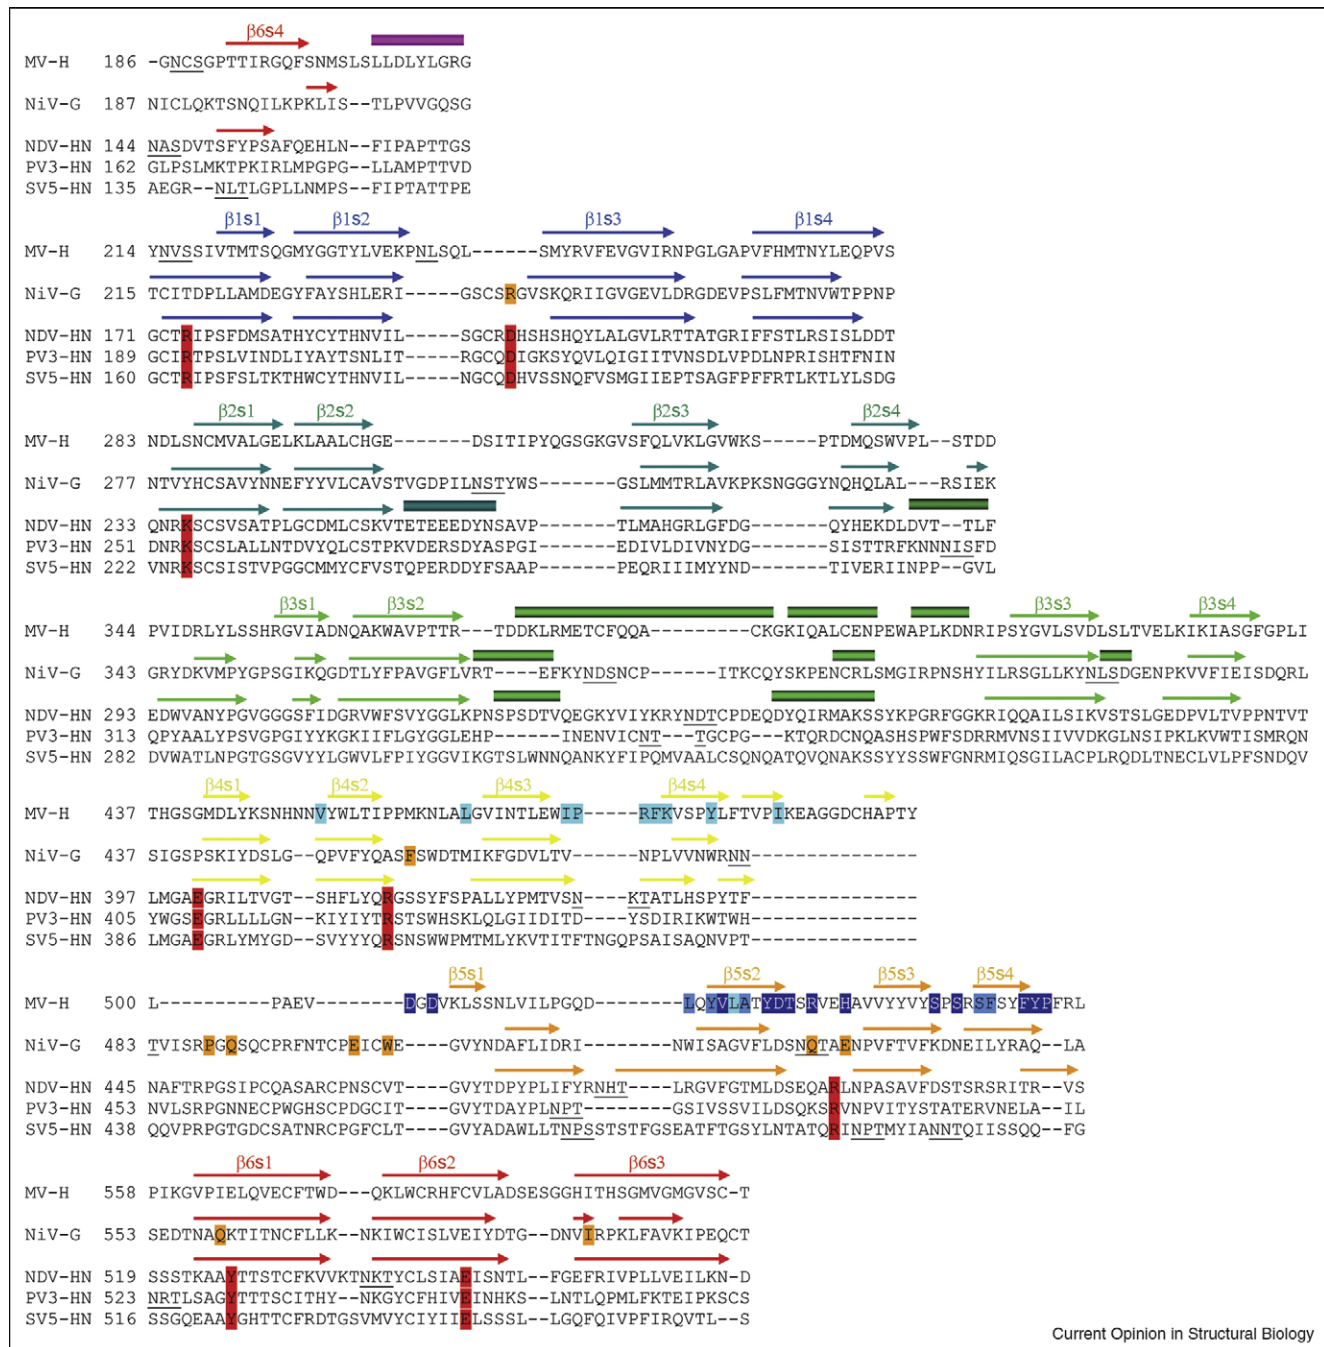 β6s4
MV-H 186 -GNCSGPTTIRGQFSNMSLSLLDLYLGRG
NiV-G 187 NICLQKTSNQILKPKLIS--TLPVVGQSG
NDV-HN 144 NASDVTSFYPSAFQEHLN--FIPAPTTGS
PV3-HN 162 GLPSLMKTPKIRLMPGPG--LLAMPTTVD
SV5-HN 135 AEGR--NLTLGPLLNMPS--FIPTATTPE
β1s1 β1s2 β1s3 β1s4
MV-H 214 YNVSSIVTMTSQGMYGGTYLVEKPNLSQL------SMYRVFEVGVIRNPGLGAPVFHMTNYLEQPVS
NiV-G 215 TCITDPLLAMDEGYFAYSHLERI-----GSCSRGVSKQRIIGVGEVLDRGDEVPSLFMTNVWTPPNP
NDV-HN 171 GCTRIPSFDMSATHYCYTHNVIL-----SGCRDHSHSHQYLALGVLRTTATGRIFFSTLRSISLDDT
PV3-HN 189 GCIRTPSLVINDLIYAYTSNLIT-----RGCQDIGKSYQVLQIGIITVNSDLVPDLNPRISHTFNIN
SV5-HN 160 GCTRIPSFSLTKTHWCYTHNVIL-----NGCQDHVSSNQFVSMGIIEPTSAGFPFFRTLKTLYLSDG
β2s1 β2s2 β2s3 β2s4
MV-H 283 NDLSNCMVALGELKLAALCHGE-------DSITIPYQGSGKGVSFQLVKLGVWKS-----PTDMQSWVPL--STDD
NiV-G 277 NTVYHCSAVYNNEFYYVLCAVSTVGDPILNSTYWS-------GSLMMTRLAVKPKSNGGGYNQHQLAL---RSIEK
NDV-HN 233 QNRKSCSVSATPLGCDMLCSKVTETEEEDYNSAVP-------TLMAHGRLGFDG-------QYHEKDLDVT--TLF
PV3-HN 251 DNRKSCSLALLNTDVYQLCSTPKVDERSDYASPGI-------EDIVLDIVNYDG-------SISTTRFKNNNISFD
SV5-HN 222 VNRKSCSISTVPGGCMMYCFVSTQPERDDYFSAAP-------PEQRIIIMYYND-------TIVERIINPP--GVL
β3s1 β3s2 β3s3 β3s4
MV-H 344 PVIDRLYLSSHRGVIADNQAKWAVPTTR---TDDKLRMETCFQQA---------CKGKIQALCENPEWAPLKDNRIPSYGVLSVDLSLTVELKIKIASGFGPLI
NiV-G 343 GRYDKVMPYGPSGIKQGDTLYFPAVGFLVRT----EFKYNDSNCP------ITKCQYSKPENCRLSMGIRPNSHYILRSGLLKYNLSDGENPKVVFIEISDQRL
NDV-HN 293 EDWVANYPGVGGGSFIDGRVWFSVYGGLKPNSPSDTVQEGKYVIYKRYNDTCPDEQDYQIRMAKSSYKPGRFGGKRIQQAILSIKVSTSLGEDPVLTVPPNTVT
PV3-HN 313 QPYAALYPSVGPGIYYKGKIIFLGYGGLEHP-----INENVICNT---TGCPG---KTQRDCNQASHSPWFSDRRMVNSIIVVDKGLNSIPKLKVWTISMRQN
SV5-HN 282 DVWATLNPGTGSGVYYLGWVLFPIYGGVIKGTSLWNNQANKYFIPQMVAALCSQNQATQVQNAKSSYYSSWFGNRMIQSGILACPLRQDLTNECLVLPFSNDQV
β4s1 β4s2 β4s3 β4s4
MV-H 437 THGSGMDLYKSNHNNVYWLTIPPMKNLALGVINTLEWIP-----RFKVSPYLFTVPIKEAGGDCHAPTY
NiV-G 437 SIGSPSKIYDSLG--QPVFYQASFSWDTMIKFGDVLTV------NPLVVNWRNN---------------
NDV-HN 397 LMGAEGRILTVGT--SHFLYQRGSSYFSPALLYPMTVSN----KTATLHSPYTF---------------
PV3-HN 405 YWGSEGRLLLLGN--KIYIYTRSTSWHSKLQLGIIDITD----YSDIRIKWTWH---------------
SV5-HN 386 LMGAEGRLYMYGD--SVYYYQRSNSWWPMTMLYKVTITFTNGQPSAISAQNVPT---------------
β5s1 β5s2 β5s3 β5s4
MV-H 500 L----------PAEV--------DGDVKLSSNLVILPGQD--------LQYVLATYDTSRVEHAVVYYVYSPSRSFSYFYPFRL
NiV-G 483 TVISRPGQSQCPRFNTCPEICWE----GVYNDAFLIDRI--------NWISAGVFLDSNQTAENPVFTVFKDNEILYRAQ--LA
NDV-HN 445 NAFTRPGSIPCQASARCPNSCVT----GVYTDPYPLIFYRNHT----LRGVFGTMLDSEQARLNPASAVFDSTSRSRITR--VS
PV3-HN 453 NVLSRPGNNECPWGHSCPDGCIT----GVYTDAYPLNPT--------GSIVSSVILDSQKSRVNPVITYSTATERVNELA--IL
SV5-HN 438 QQVPRPGTGDCSATNRCPGFCLT----GVYADAWLLTNPSSTSTFGSEATFTGSYLNTATQRINPTMYIANNTQIISSQQ--FG
β6s1 β6s2 β6s3
MV-H 558 PIKGVPIELQVECFTWD---QKLWCRHFCVLADSESGGHITHSGMVGMGVSC-T
NiV-G 553 SEDTNAQKTITNCFLLK--NKIWCISLVEIYDTG--DNVIRPKLFAVKIPEQCT
NDV-HN 519 SSSTKAAYTTSTCFKVVKTNKTYCLSIAEISNTL--FGEFRIVPLLVEILKN-D
PV3-HN 523 NRTLSAGYTTTSCITHY--NKGYCFHIVEINHKS--LNTLQPMLFKTEIPKSCS
SV5-HN 516 SSGQEAAYGHTTCFRDTGSVMVYCIYIIELSSSL--LGQFQIVPFIRQVTL--S
Current Opinion in Structural Biology